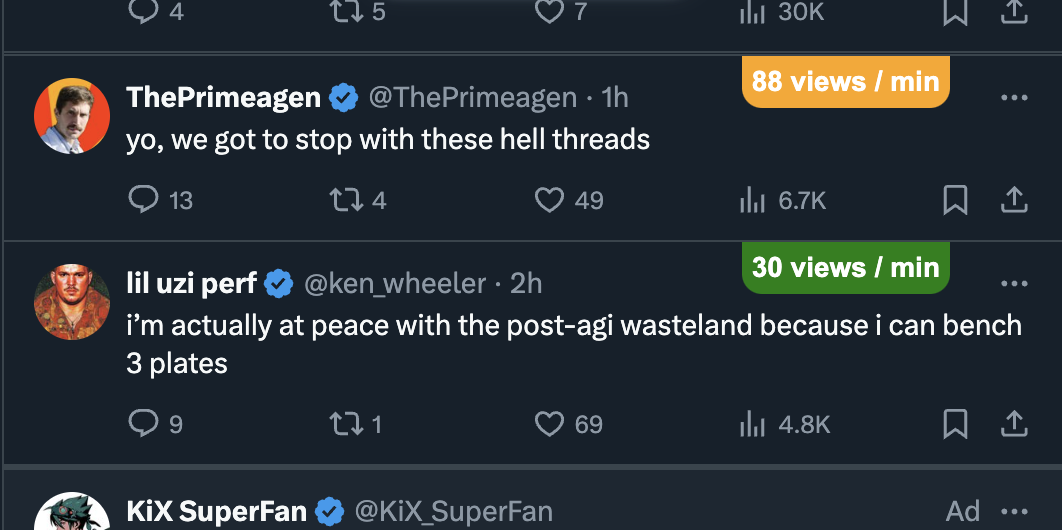 4 5 7 30K
88 views / min
ThePrimeagen @ThePrimeagen · 1h
yo, we got to stop with these hell threads
13 4 49 6.7K
30 views / min
lil uzi perf @ken_wheeler · 2h
i’m actually at peace with the post-agi wasteland because i can bench
3 plates
9 1 69 4.8K
KiX SuperFan @KiX_SuperFan Ad